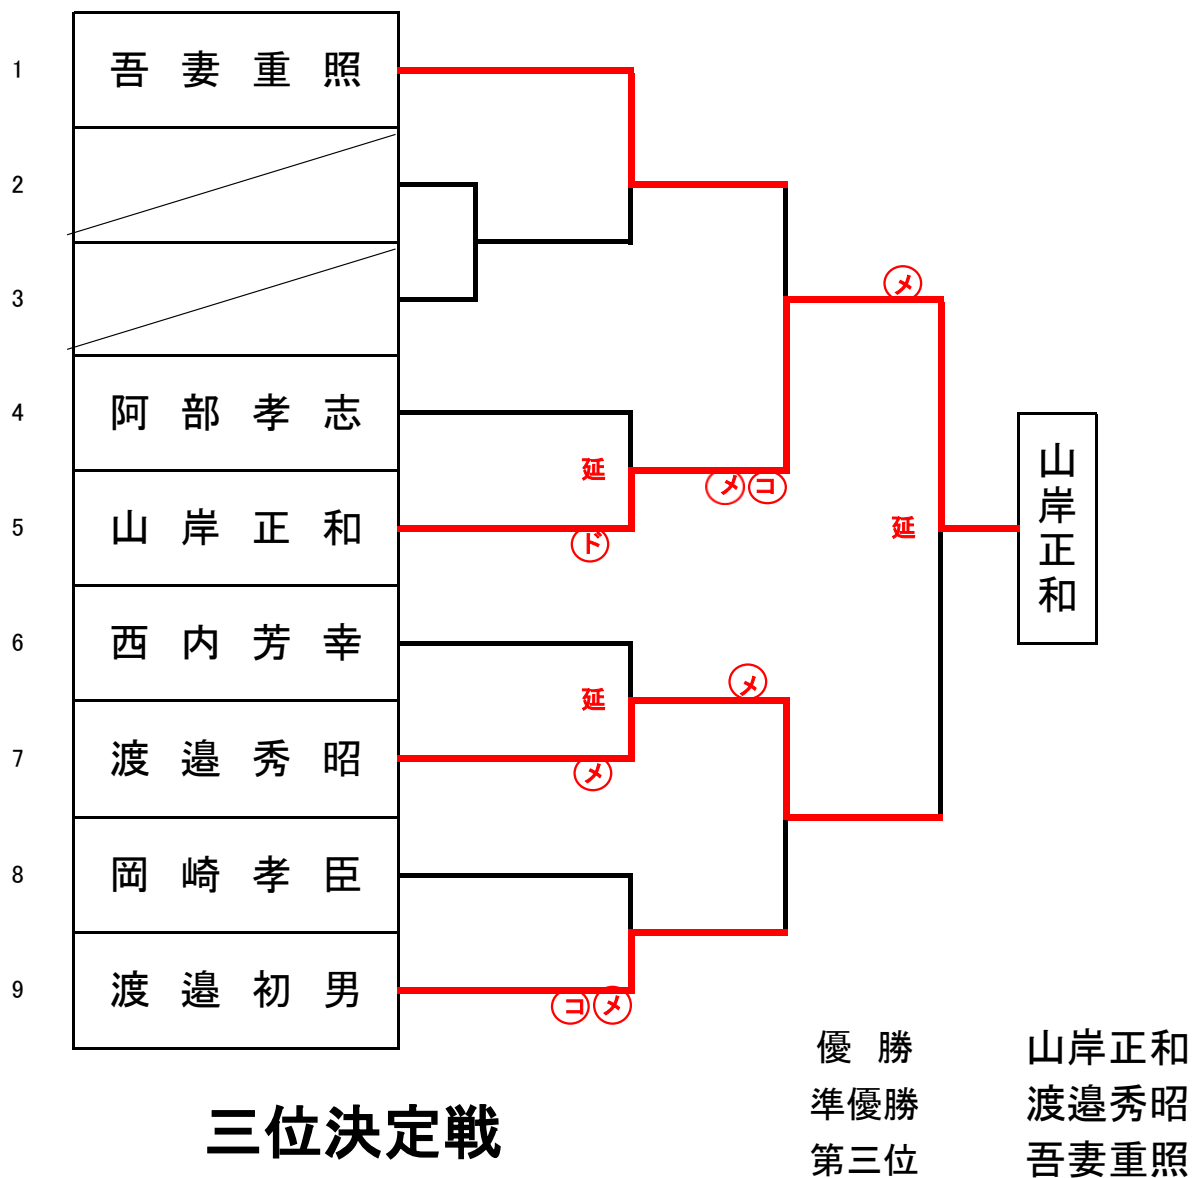 1 吾妻重照
2
3
4 阿部孝志
5 山岸正和
6 西内芳幸
7 渡邉秀昭
8 岡崎孝臣
9 渡邉初男
メ
延
メ コ
ド
延
山岸正和
メ
延
メ
コ メ
三位決定戦
優勝 山岸正和
準優勝 渡邉秀昭
第三位 吾妻重照